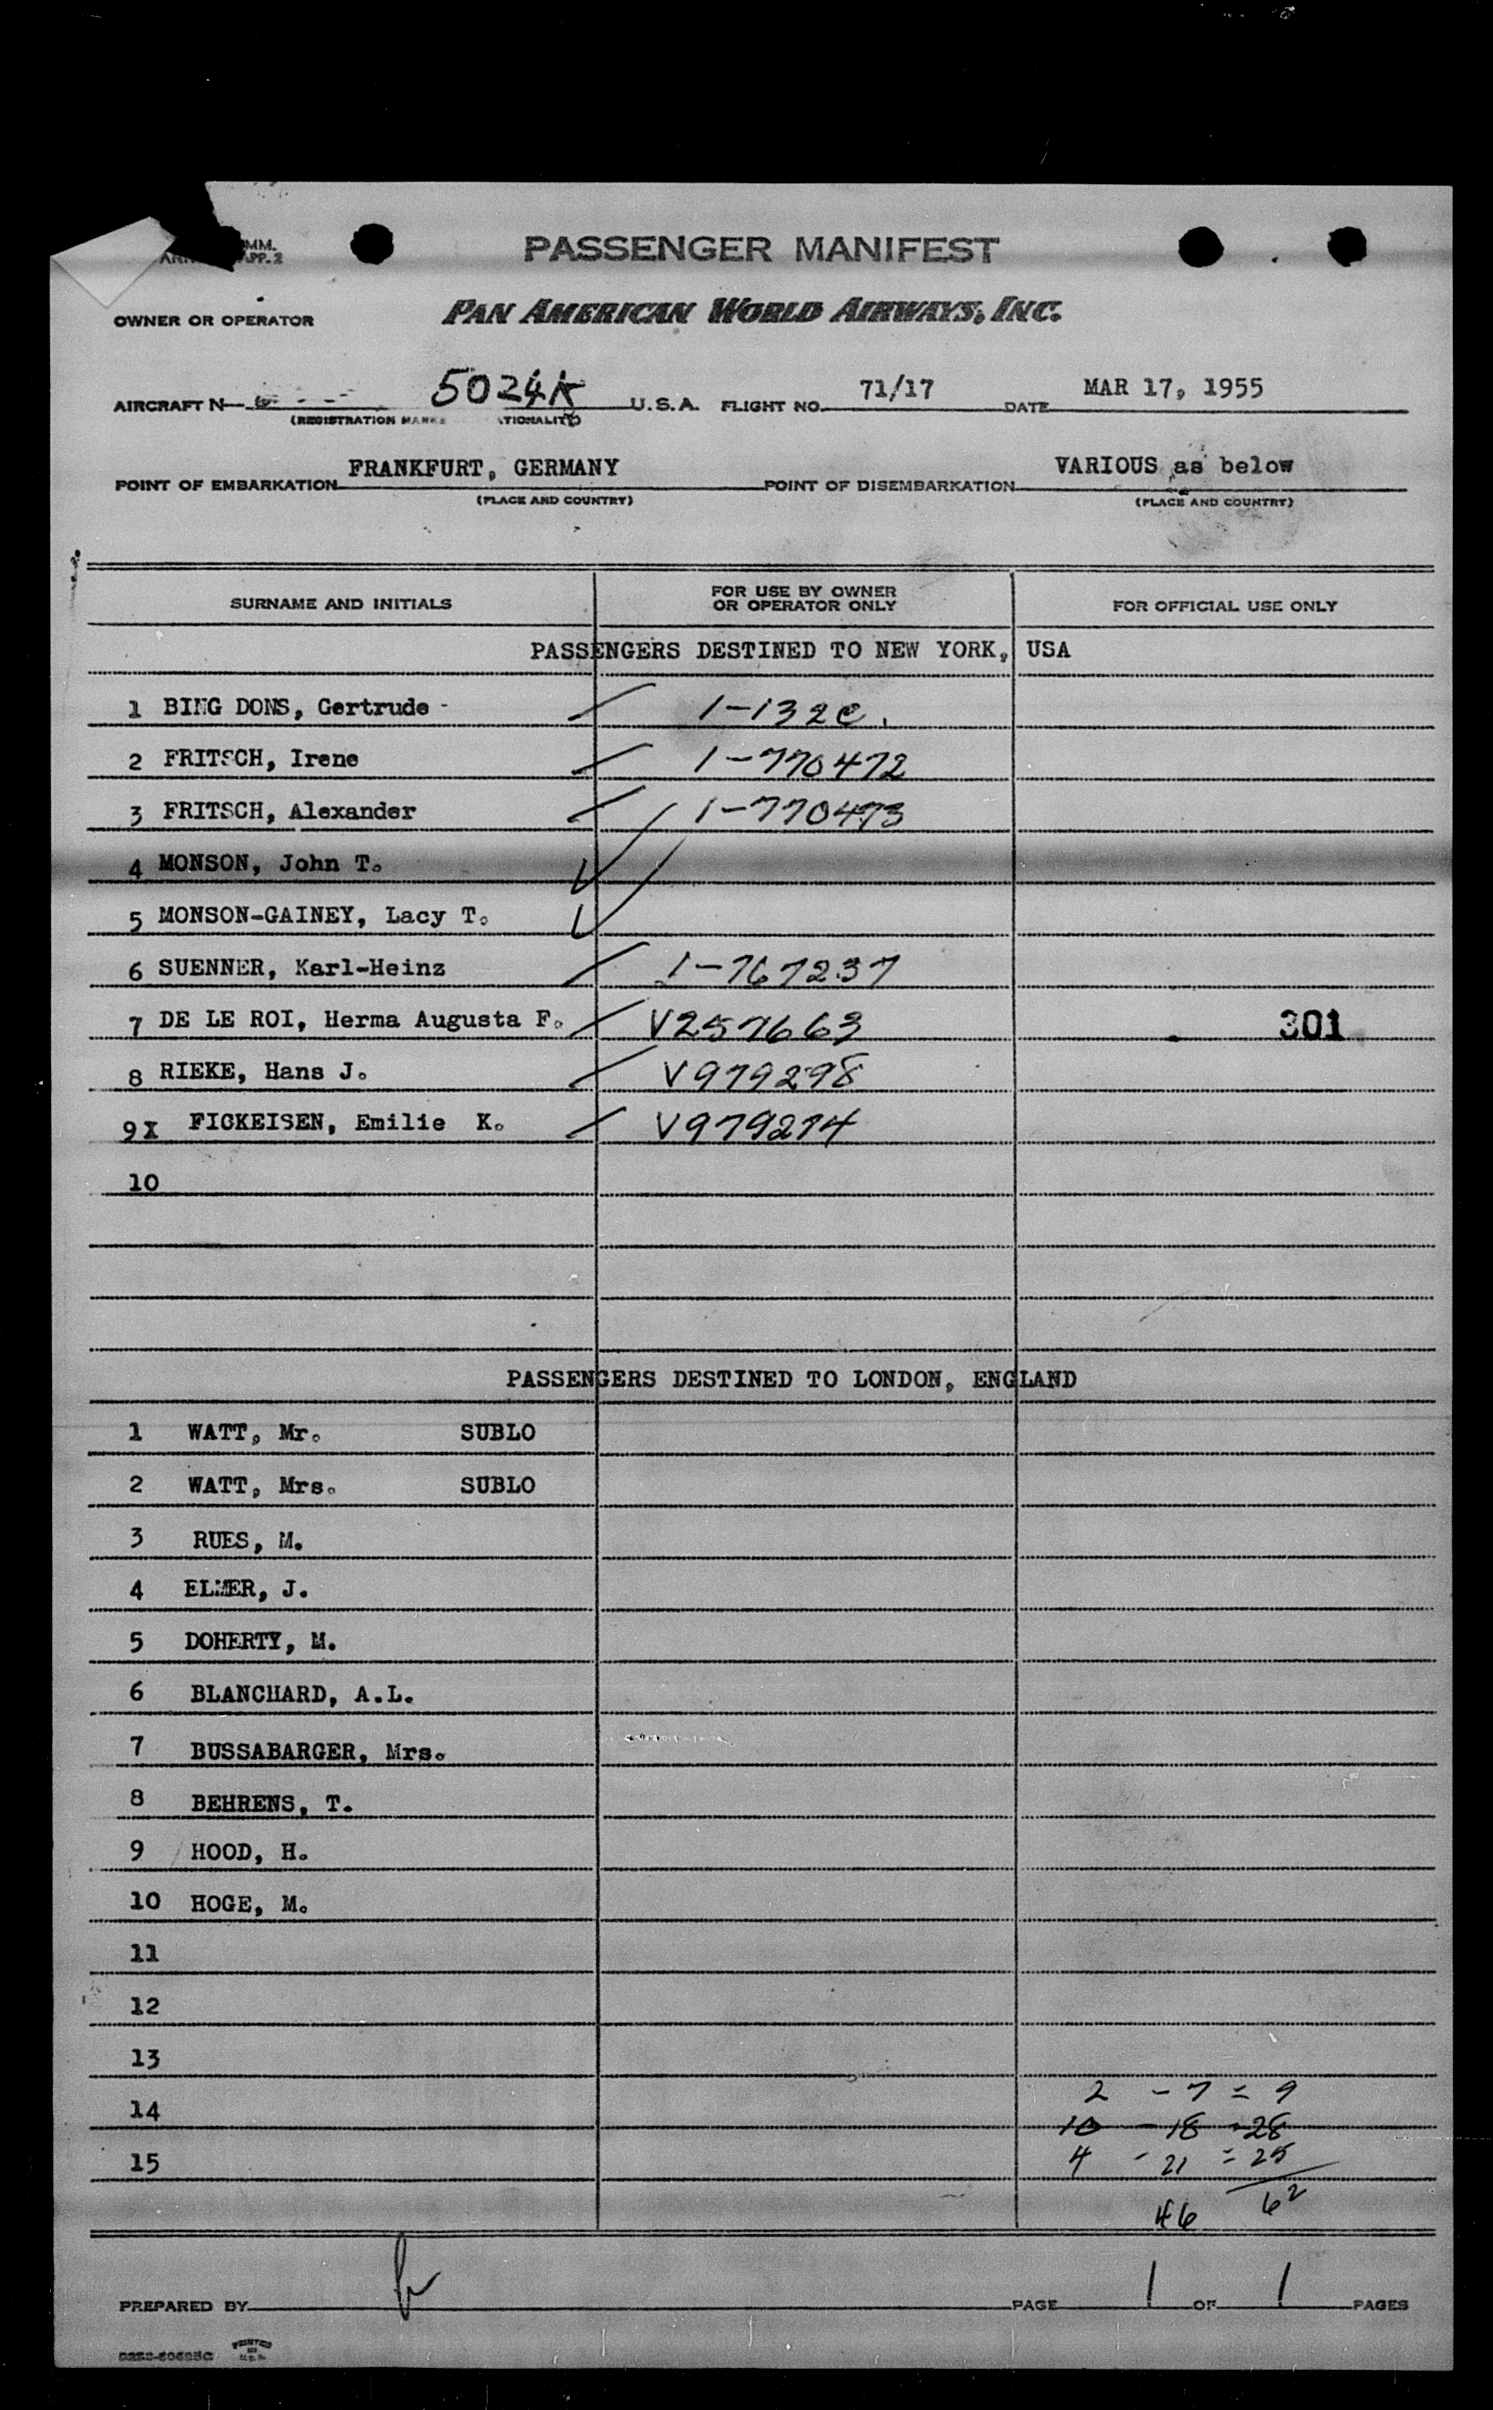 MM.
APP. 2
PASSENGER MANIFEST
OWNER OR OPERATOR PAN AMERICAN WORLD AIRWAYS, INC.
AIRCRAFT N 5024K U.S.A. FLIGHT NO. 71/17 DATE MAR 17, 1955
(REGISTRATION MARKS
POINT OF EMBARKATION FRANKFURT, GERMANY POINT OF DISEMBARKATION VARIOUS as below
(PLACE AND COUNTRY) (PLACE AND COUNTRY)
SURNAME AND INITIALS FOR USE BY OWNER OR OPERATOR ONLY FOR OFFICIAL USE ONLY
PASSENGERS DESTINED TO NEW YORK, USA
1 BING DONS, Gertrude - 1-132C.
2 FRITSCH, Irene 1-770472
3 FRITSCH, Alexander 1-770473
4 MONSON, John T.
5 MONSON-GAINEY, Lacy T.
6 SUENNER, Karl-Heinz 1-767237
7 DE LE ROI, Herma Augusta F. V257663 301
8 RIEKE, Hans J. V979298
9X FICKEISEN, Emilie K. V979274
10
PASSENGERS DESTINED TO LONDON, ENGLAND
1 WATT, Mr. SUBLO
2 WATT, Mrs. SUBLO
3 RUES, M.
4 ELMER, J.
5 DOHERTY, M.
6 BLANCHARD, A.L.
7 BUSSABARGER, Mrs.
8 BEHRENS, T.
9 HOOD, H.
10 HOGE, M.
11
12
13
14 2 - 7 = 9
10 - 18 - 28
15 4 - 21 = 25
46 62
PREPARED BY PAGE 1 OF 1 PAGES
PRINTED IN U.S.A.